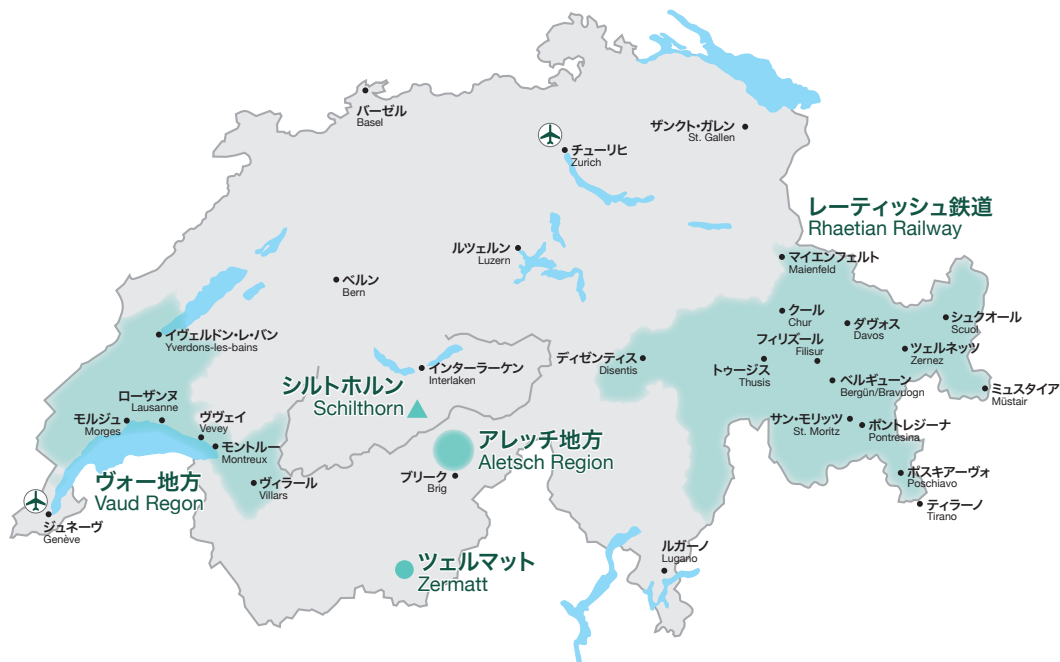 バーゼル
Basel
チューリヒ
Zurich
ザンクト・ガレン
St. Gallen
レーティッシュ鉄道
Rhaetian Railway
ルツェルン
Luzern
マイエンフェルト
Maienfeld
ベルン
Bern
クール
Chur
ダヴォス
Davos
シュクオール
Scuol
イヴェルドン・レ・バン
Yverdons-les-bains
フィリズール
Filisur
ツェルネッツ
Zernez
ディゼンティス
Disentis
トゥージス
Thusis
インターラーケン
Interlaken
ベルギューン
Bergün/Bravuogn
シルトホルン
Schilthorn
ミュスタイア
Müstair
ローザンヌ
Lausanne
モルジュ
Morges
ヴヴェイ
Vevey
モントルー
Montreux
サン・モリッツ
St. Moritz
ポントレジーナ
Pontresina
アレッチ地方
Aletsch Region
ブリーク
Brig
ヴォー地方
Vaud Regon
ヴィラール
Villars
ポスキアーヴォ
Poschiavo
ティラーノ
Tirano
ジュネーヴ
Genève
ツェルマット
Zermatt
ルガーノ
Lugano